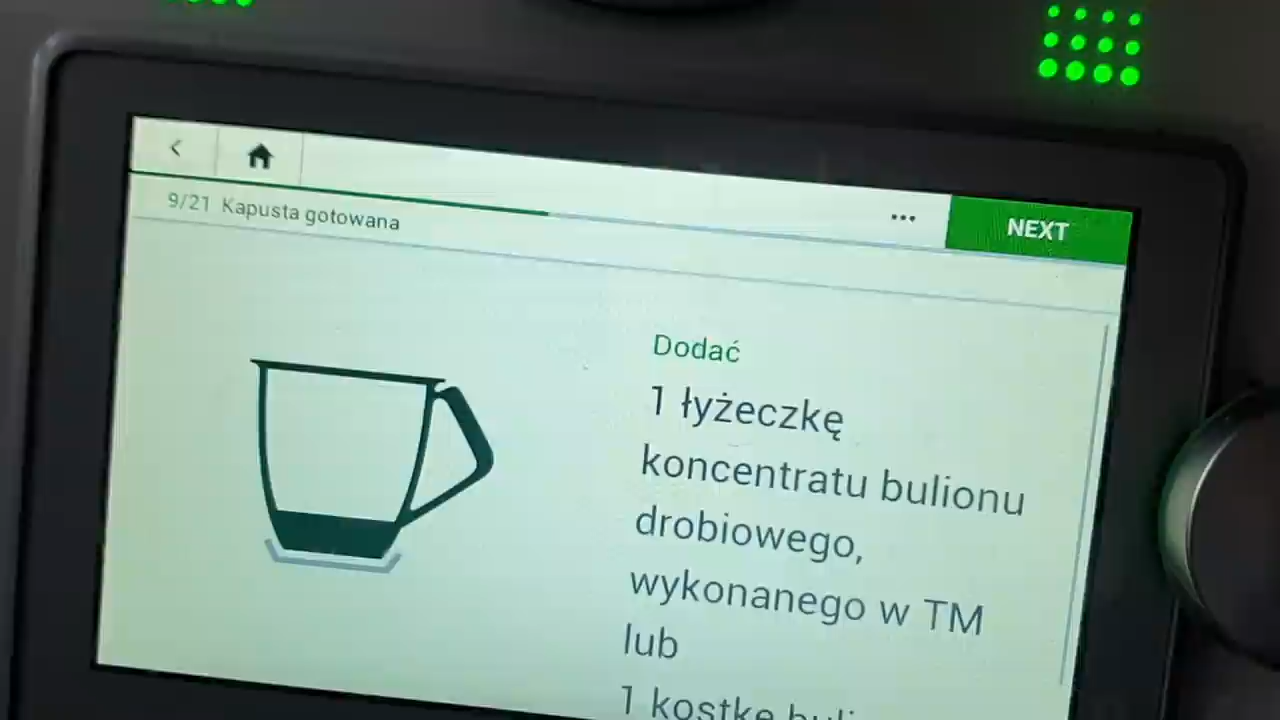 NEXT
9/21 Kapusta gotowana
Dodać
1 łyżeczkę
koncentratu bulionu
drobiowego,
wykonanego w TM
lub
1 kostkę